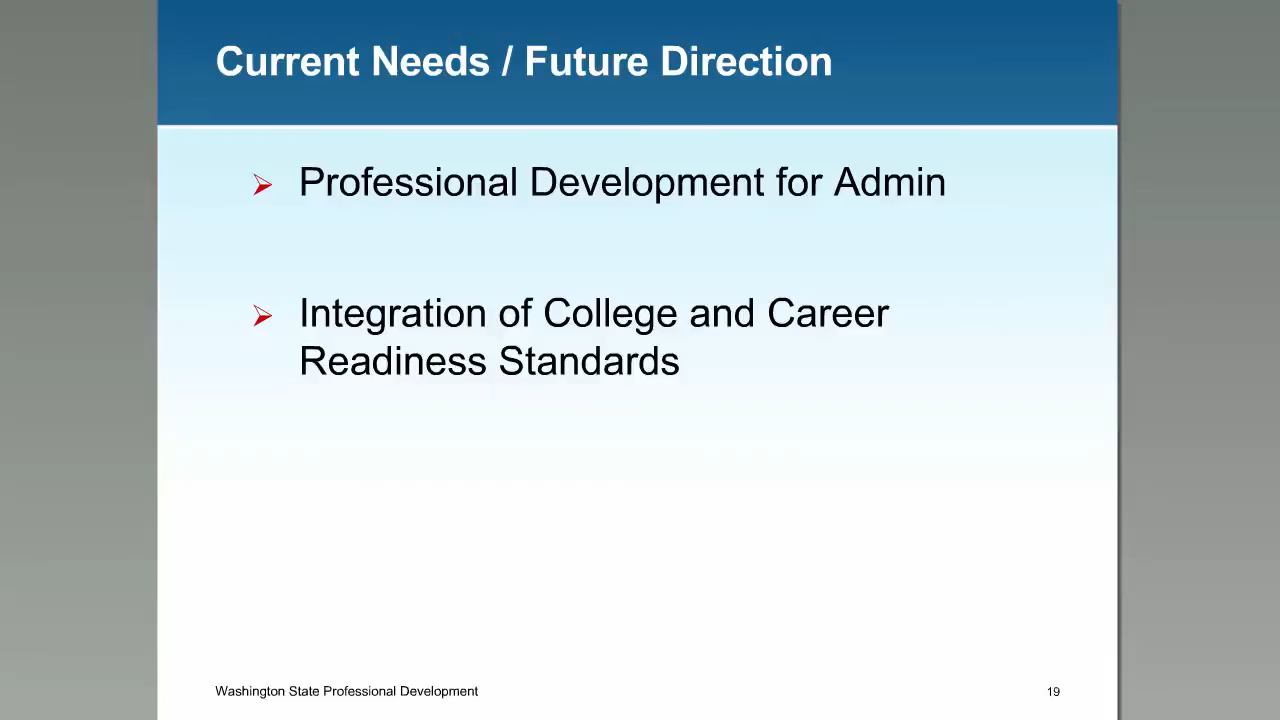 Current Needs / Future Direction
Professional Development for Admin
Integration of College and Career
Readiness Standards
Washington State Professional Development
19